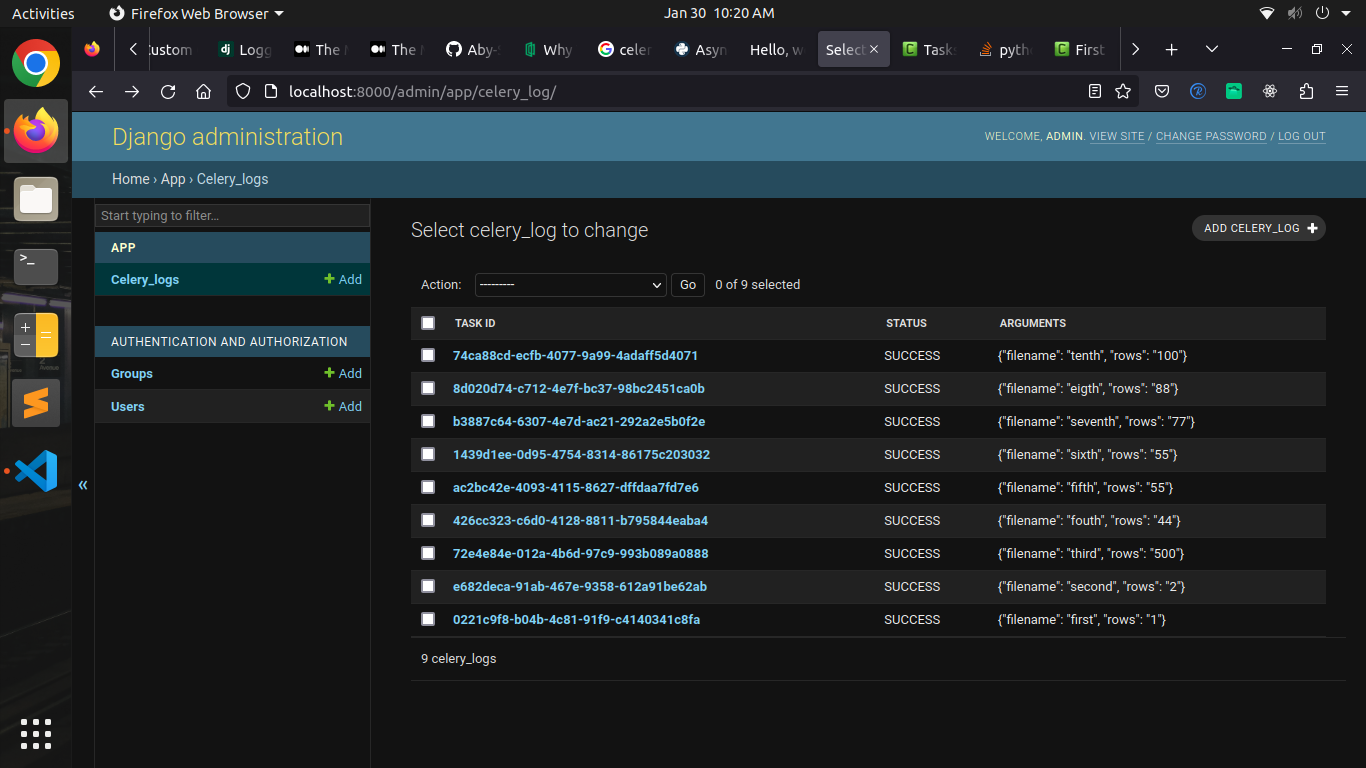 Activities Firefox Web Browser Jan 30 10:20 AM
Custom Logg The M The M Aby- Why celer Asyn Hello, w Select Tasks pyth First
localhost:8000/admin/app/celery_log/
Django administration
WELCOME, ADMIN. VIEW SITE / CHANGE PASSWORD / LOG OUT
Home › App › Celery_logs
Start typing to filter…
APP
Celery_logs + Add
AUTHENTICATION AND AUTHORIZATION
Groups + Add
Users + Add
«
Select celery_log to change
ADD CELERY_LOG +
Action: --------- Go 0 of 9 selected
TASK ID STATUS ARGUMENTS
74ca88cd-ecfb-4077-9a99-4adaff5d4071 SUCCESS {"filename": "tenth", "rows": "100"}
8d020d74-c712-4e7f-bc37-98bc2451ca0b SUCCESS {"filename": "eigth", "rows": "88"}
b3887c64-6307-4e7d-ac21-292a2e5b0f2e SUCCESS {"filename": "seventh", "rows": "77"}
1439d1ee-0d95-4754-8314-86175c203032 SUCCESS {"filename": "sixth", "rows": "55"}
ac2bc42e-4093-4115-8627-dffdaa7fd7e6 SUCCESS {"filename": "fifth", "rows": "55"}
426cc323-c6d0-4128-8811-b795844eaba4 SUCCESS {"filename": "fouth", "rows": "44"}
72e4e84e-012a-4b6d-97c9-993b089a0888 SUCCESS {"filename": "third", "rows": "500"}
e682deca-91ab-467e-9358-612a91be62ab SUCCESS {"filename": "second", "rows": "2"}
0221c9f8-b04b-4c81-91f9-c4140341c8fa SUCCESS {"filename": "first", "rows": "1"}
9 celery_logs